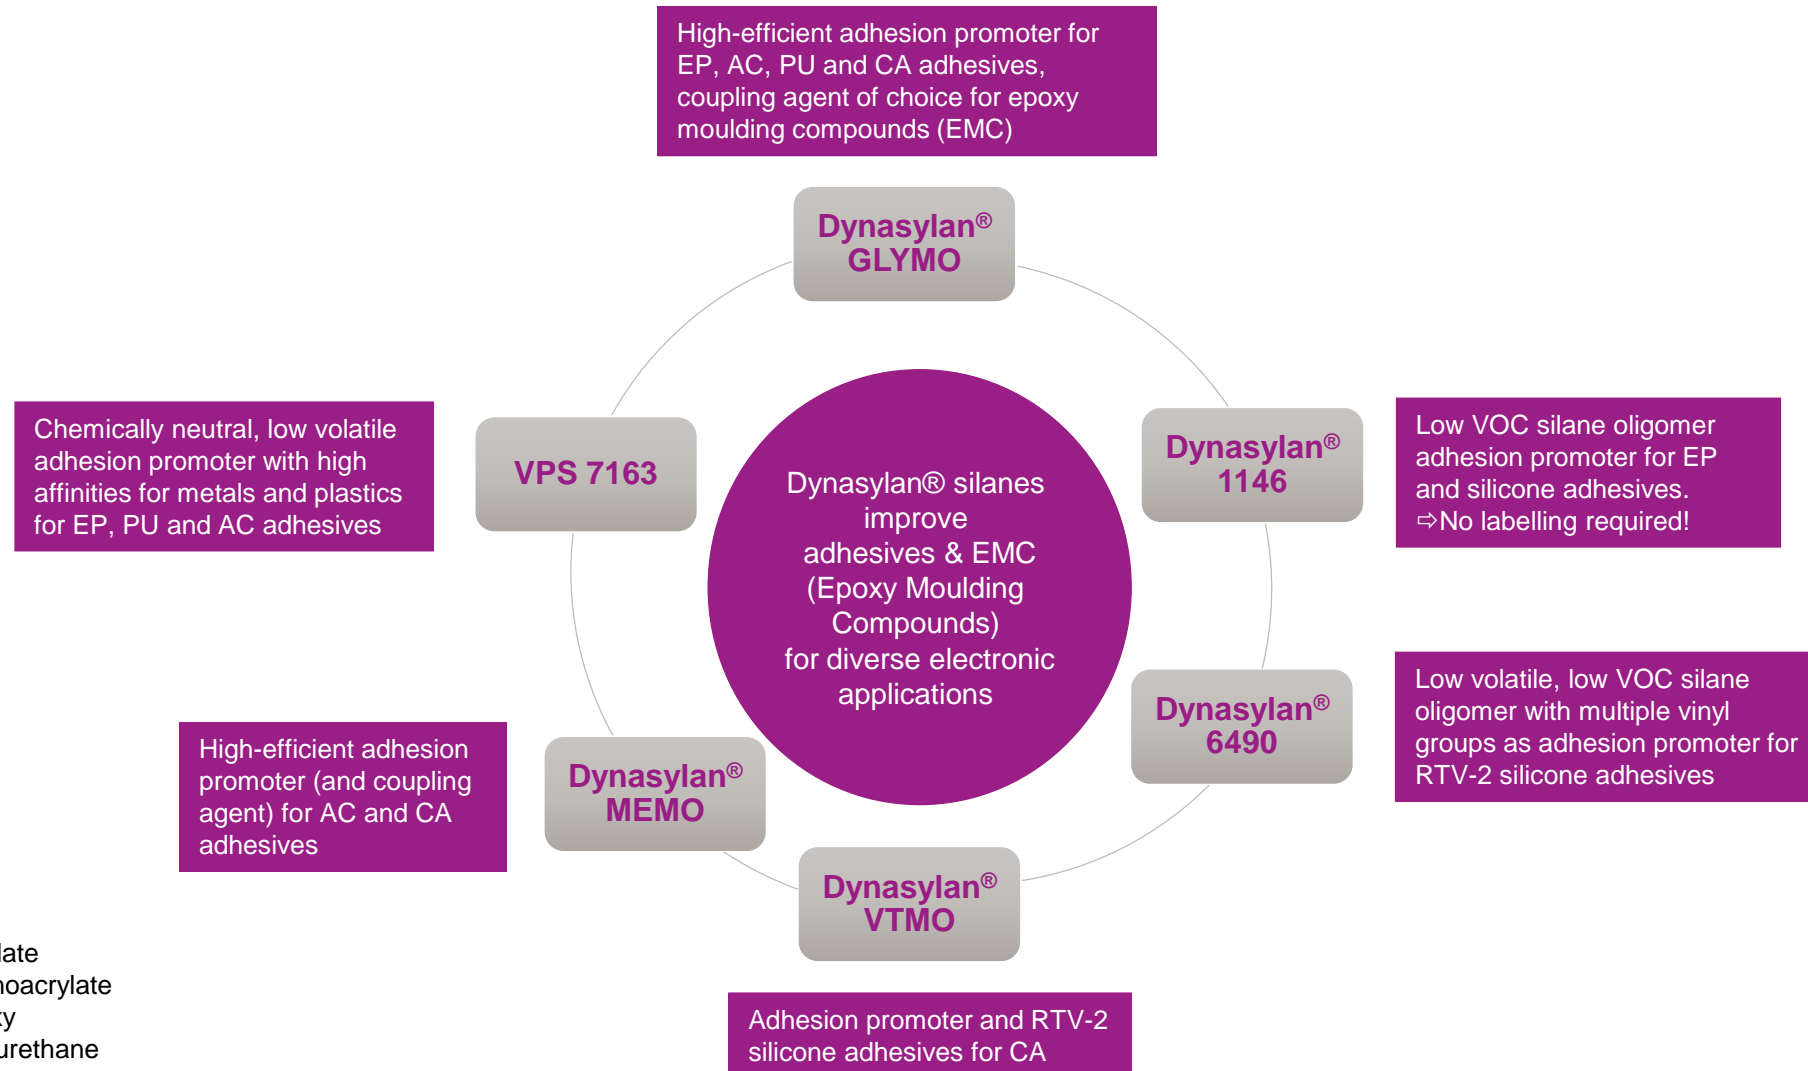 High-efficient adhesion promoter for
EP, AC, PU and CA adhesives,
coupling agent of choice for epoxy
moulding compounds (EMC)
Dynasylan®
GLYMO
Chemically neutral, low volatile
adhesion promoter with high
affinities for metals and plastics
for EP, PU and AC adhesives
VPS 7163
Dynasylan® silanes
improve
adhesives & EMC
(Epoxy Moulding
Compounds)
for diverse electronic
applications
Dynasylan®
1146
Low VOC silane oligomer
adhesion promoter for EP
and silicone adhesives.
⇨No labelling required!
Dynasylan®
6490
Low volatile, low VOC silane
oligomer with multiple vinyl
groups as adhesion promoter for
RTV-2 silicone adhesives
High-efficient adhesion
promoter (and coupling
agent) for AC and CA
adhesives
Dynasylan®
MEMO
Dynasylan®
VTMO
Adhesion promoter and RTV-2
silicone adhesives for CA